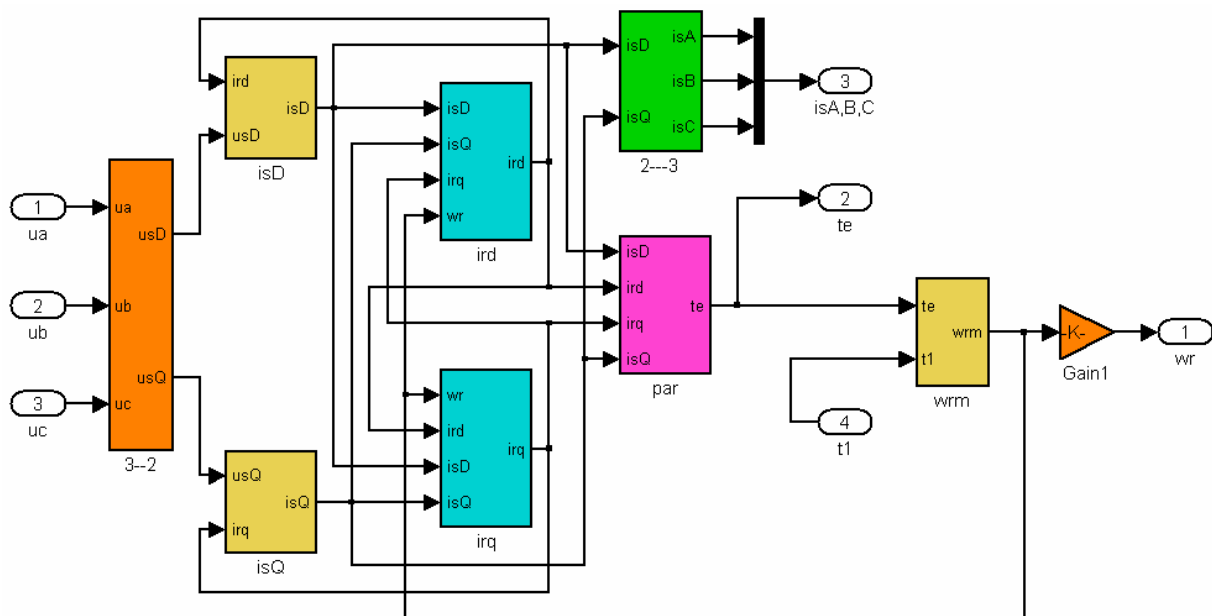 1
ua
2
ub
3
uc
ua
usD
ub
usQ
uc
3--2
ird
isD
usD
isD
usQ
isQ
irq
isQ
isD
isQ
ird
irq
wr
ird
wr
ird
irq
isD
isQ
irq
isD
isA
isB
isQ
isC
2---3
3
isA,B,C
isD
ird
te
irq
isQ
par
2
te
te
wrm
t1
wrm
4
t1
-K-
Gain1
1
wr